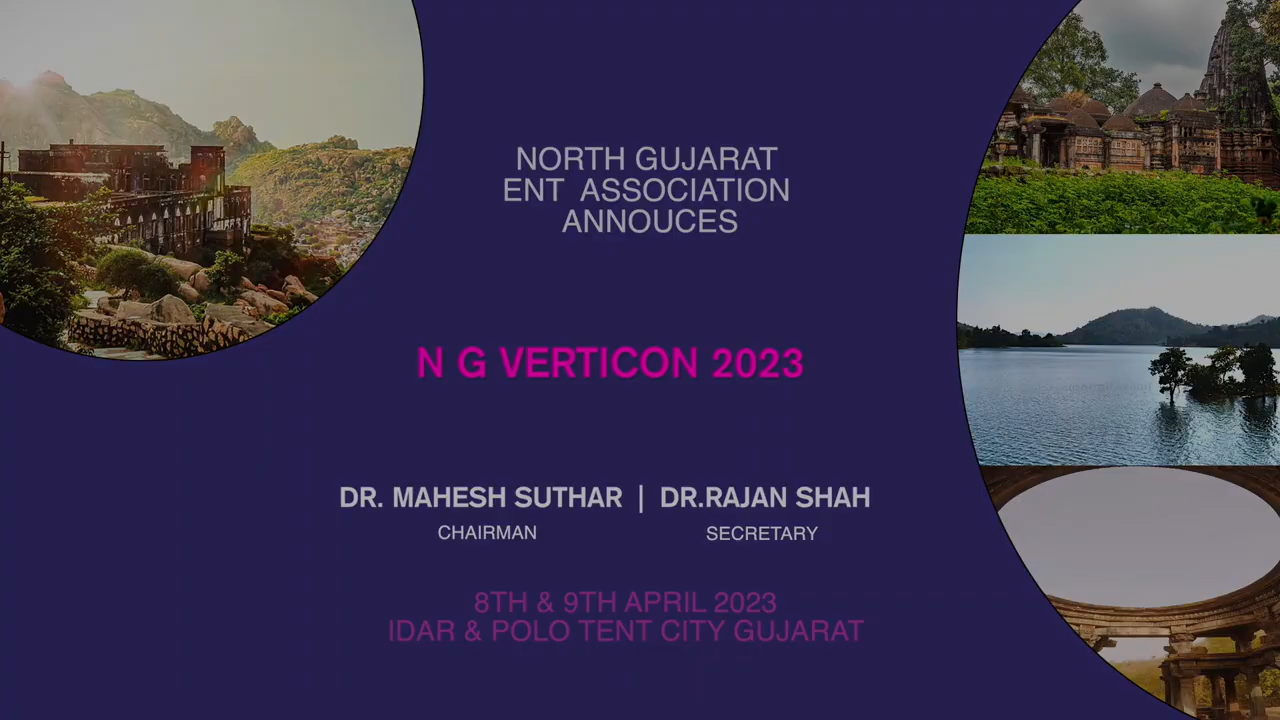 NORTH GUJARAT
ENT ASSOCIATION
ANNOUCES
N G VERTICON 2023
DR. MAHESH SUTHAR | DR.RAJAN SHAH
CHAIRMAN SECRETARY
8TH & 9TH APRIL 2023
IDAR & POLO TENT CITY GUJARAT